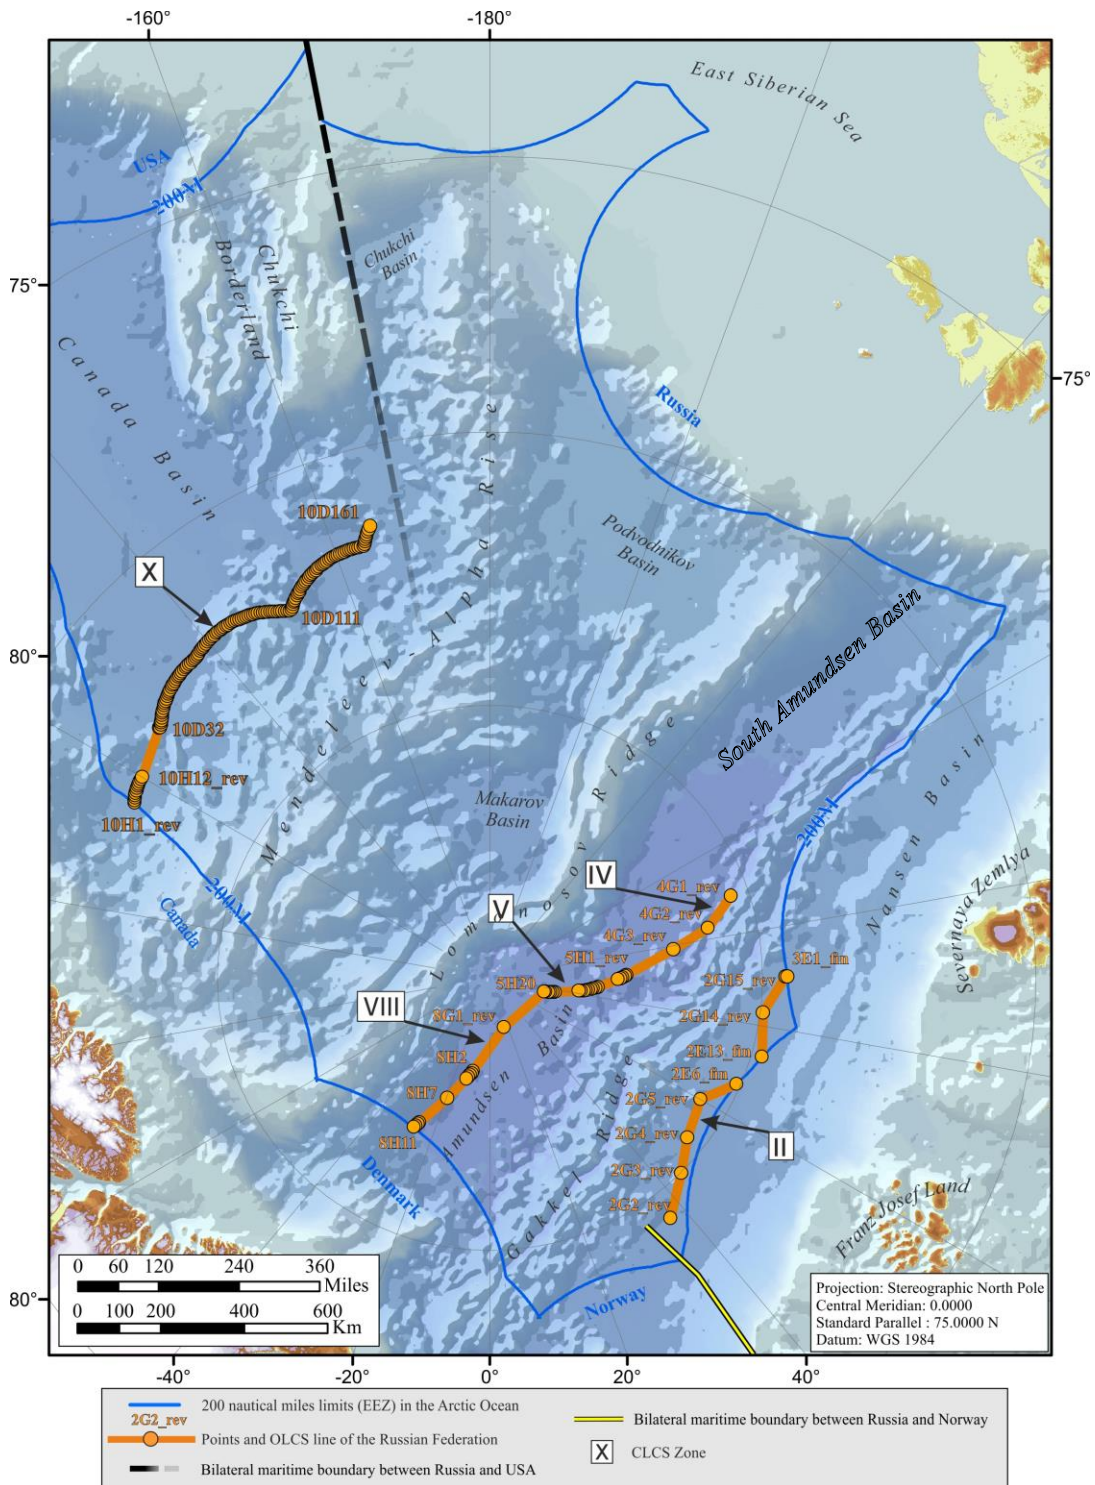 -160°
-180°
East Siberian Sea
USA
200M
Chukchi
Basin
Chukchi
Borderland
75°
75°
Canada Basin
Russia
Mendeleev-Alpha Rise
10D161
Podvodnikov
Basin
X
10D111
South Amundsen Basin
80°
10D32
Lomonosov Ridge
10H12_rev
Makarov
Basin
10H1_rev
200M
Nansen Basin
Severnaya Zemlya
200M
Canada
IV
4G1_rev
V
4G2_rev
4G3_rev
5H1_rev
3E1_fin
5H20
2G15_rev
VIII
8G1_rev
2G14_rev
Amundsen Basin
8H2
2E13_fin
2E6_fin
8H7
2G5_rev
Gakkel Ridge
8H11
2G4_rev
II
Denmark
2G3_rev
2G2_rev
Franz Josef Land
Norway
0 60 120 240 360
Miles
0 100 200 400 600
Km
Projection: Stereographic North Pole
Central Meridian: 0.0000
Standard Parallel : 75.0000 N
Datum: WGS 1984
80°
-40°
-20°
0°
20°
40°
200 nautical miles limits (EEZ) in the Arctic Ocean
2G2_rev
Points and OLCS line of the Russian Federation
Bilateral maritime boundary between Russia and USA
Bilateral maritime boundary between Russia and Norway
X
CLCS Zone